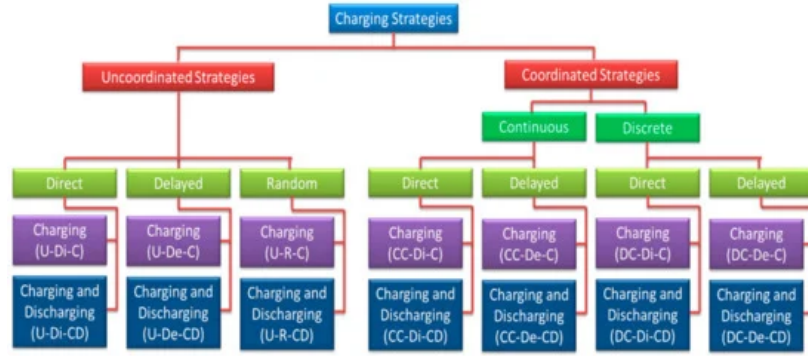 Charging Strategies
Uncoordinated Strategies
Coordinated Strategies
Continuous
Discrete
Direct
Delayed
Random
Direct
Delayed
Direct
Delayed
Charging
(U-Di-C)
Charging
(U-De-C)
Charging
(U-R-C)
Charging
(CC-Di-C)
Charging
(CC-De-C)
Charging
(DC-Di-C)
Charging
(DC-De-C)
Charging and
Discharging
(U-Di-CD)
Charging and
Discharging
(U-De-CD)
Charging and
Discharging
(U-R-CD)
Charging and
Discharging
(CC-Di-CD)
Charging and
Discharging
(CC-De-CD)
Charging and
Discharging
(DC-Di-CD)
Charging and
Discharging
(DC-De-CD)